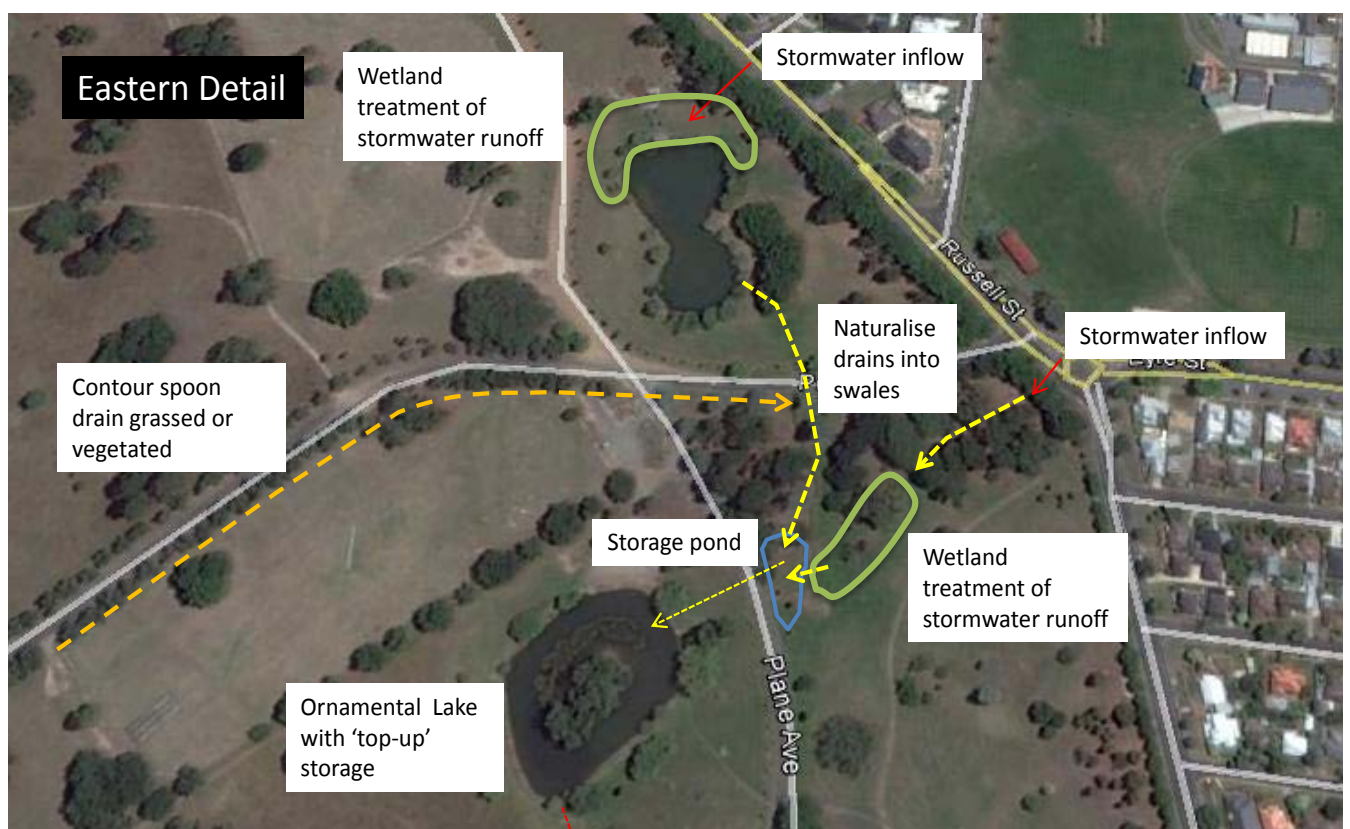 Eastern Detail
Wetland
treatment of
stormwater runoff
Stormwater inflow
Russell St
Naturalise
drains into
swales
Stormwater inflow
Eyre St
Contour spoon
drain grassed or
vegetated
Storage pond
Wetland
treatment of
stormwater runoff
Plane Ave
Ornamental Lake
with ‘top-up’
storage